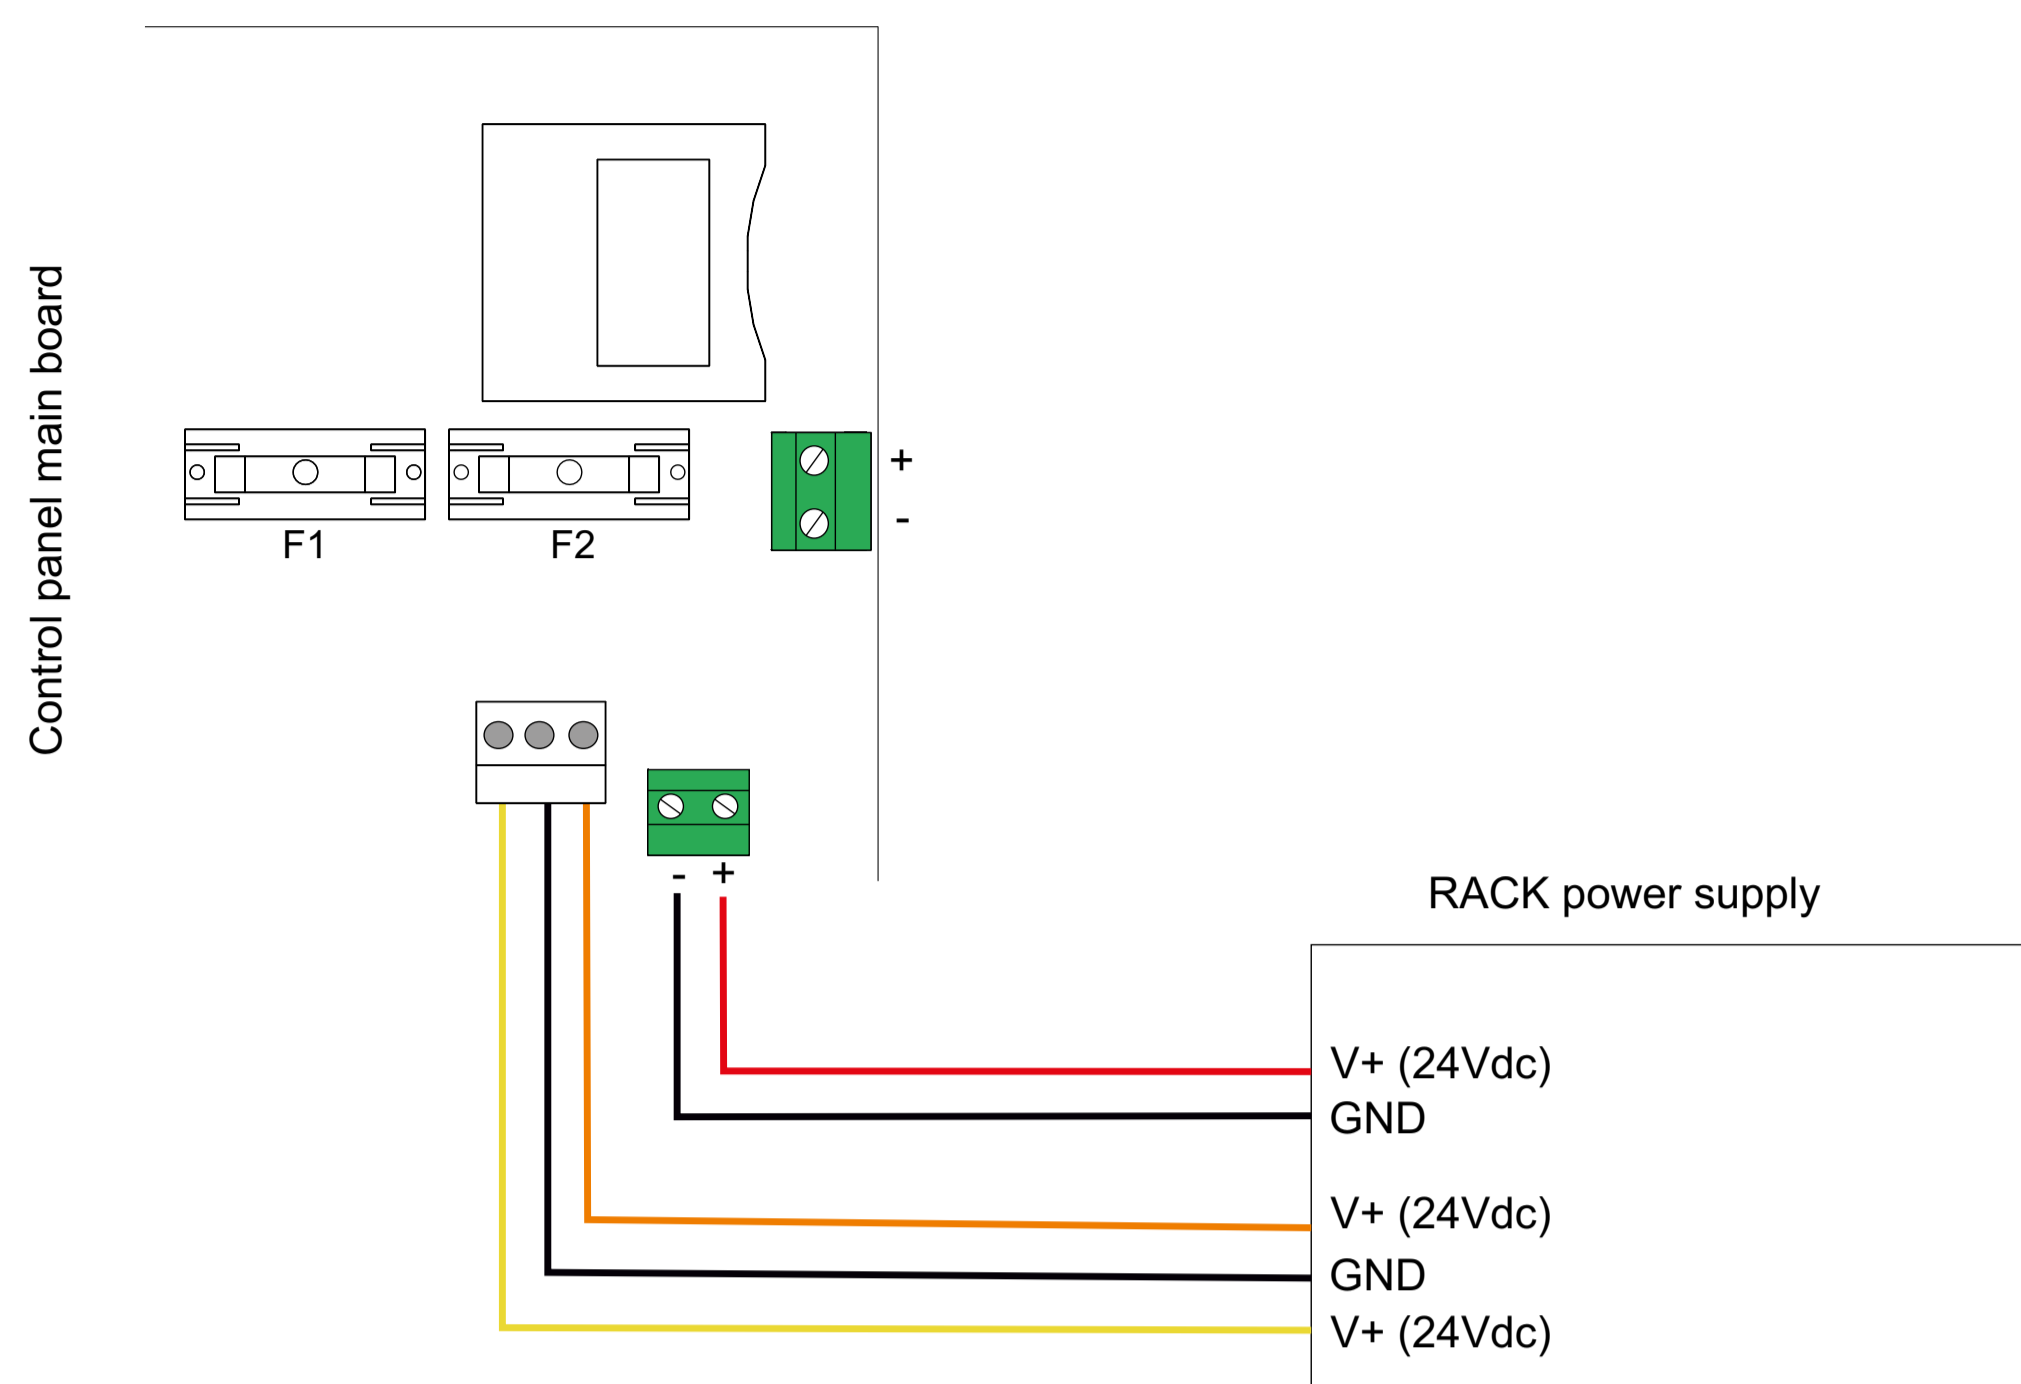 Control panel main board
+
-
F1
F2
- +
RACK power supply
V+ (24Vdc)
GND
V+ (24Vdc)
GND
V+ (24Vdc)